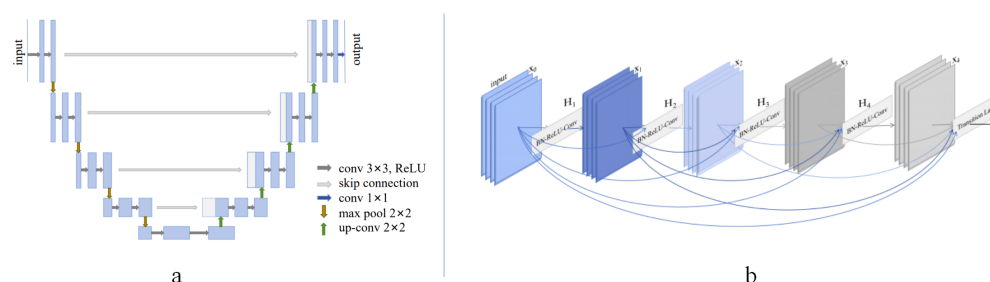 input
output
conv 3×3, ReLU
skip connection
conv 1×1
max pool 2×2
up-conv 2×2
a
input
x₀
x₁
x₂
x₃
x₄
H₁
H₂
H₃
H₄
BN-ReLU-Conv
BN-ReLU-Conv
BN-ReLU-Conv
BN-ReLU-Conv
Transition La
b